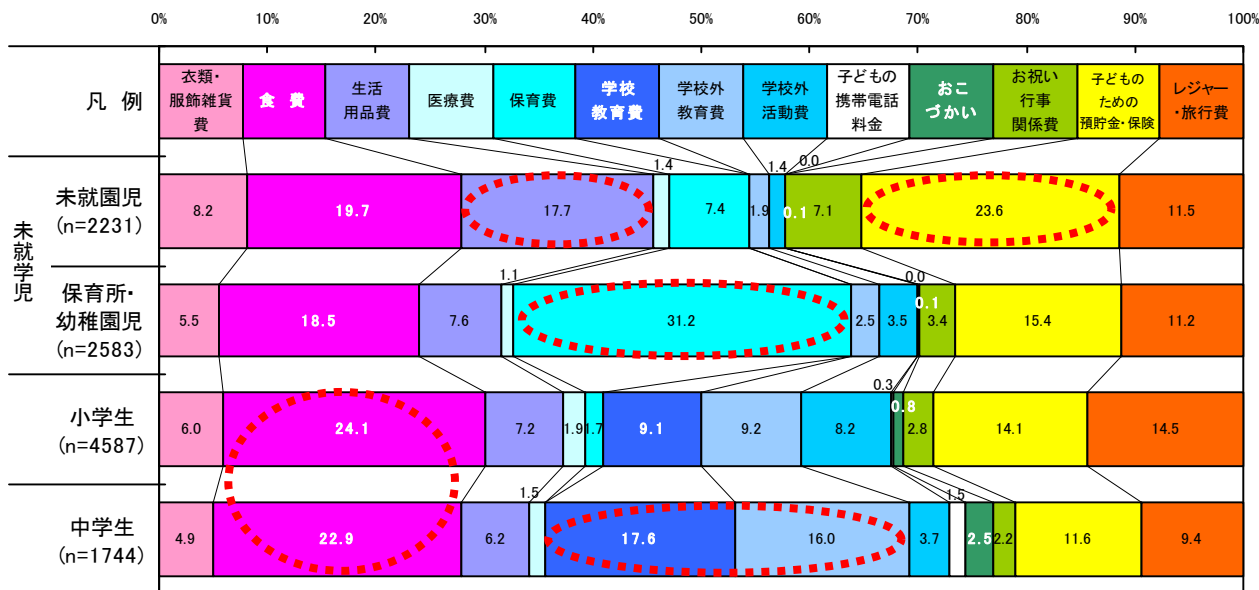 0% 10% 20% 30% 40% 50% 60% 70% 80% 90% 100%
凡 例
衣類・
服飾雑貨
費
食 費
生活
用品費
医療費
保育費
学校
教育費
学校外
教育費
学校外
活動費
子どもの
携帯電話
料金
おこ
づかい
お祝い
行事
関係費
子どもの
ための
預貯金・保険
レジャー
・旅行費
未就学児
未就園児
(n=2231)
8.2 19.7 17.7 1.4 7.4 1.9 1.4 0.0 0.1 7.1 23.6 11.5
保育所・
幼稚園児
(n=2583)
5.5 18.5 7.6 1.1 31.2 2.5 3.5 0.0 0.1 3.4 15.4 11.2
小学生
(n=4587)
6.0 24.1 7.2 1.9 1.7 9.1 9.2 8.2 0.3 0.8 2.8 14.1 14.5
中学生
(n=1744)
4.9 22.9 6.2 1.5 17.6 16.0 3.7 1.5 2.5 2.2 11.6 9.4